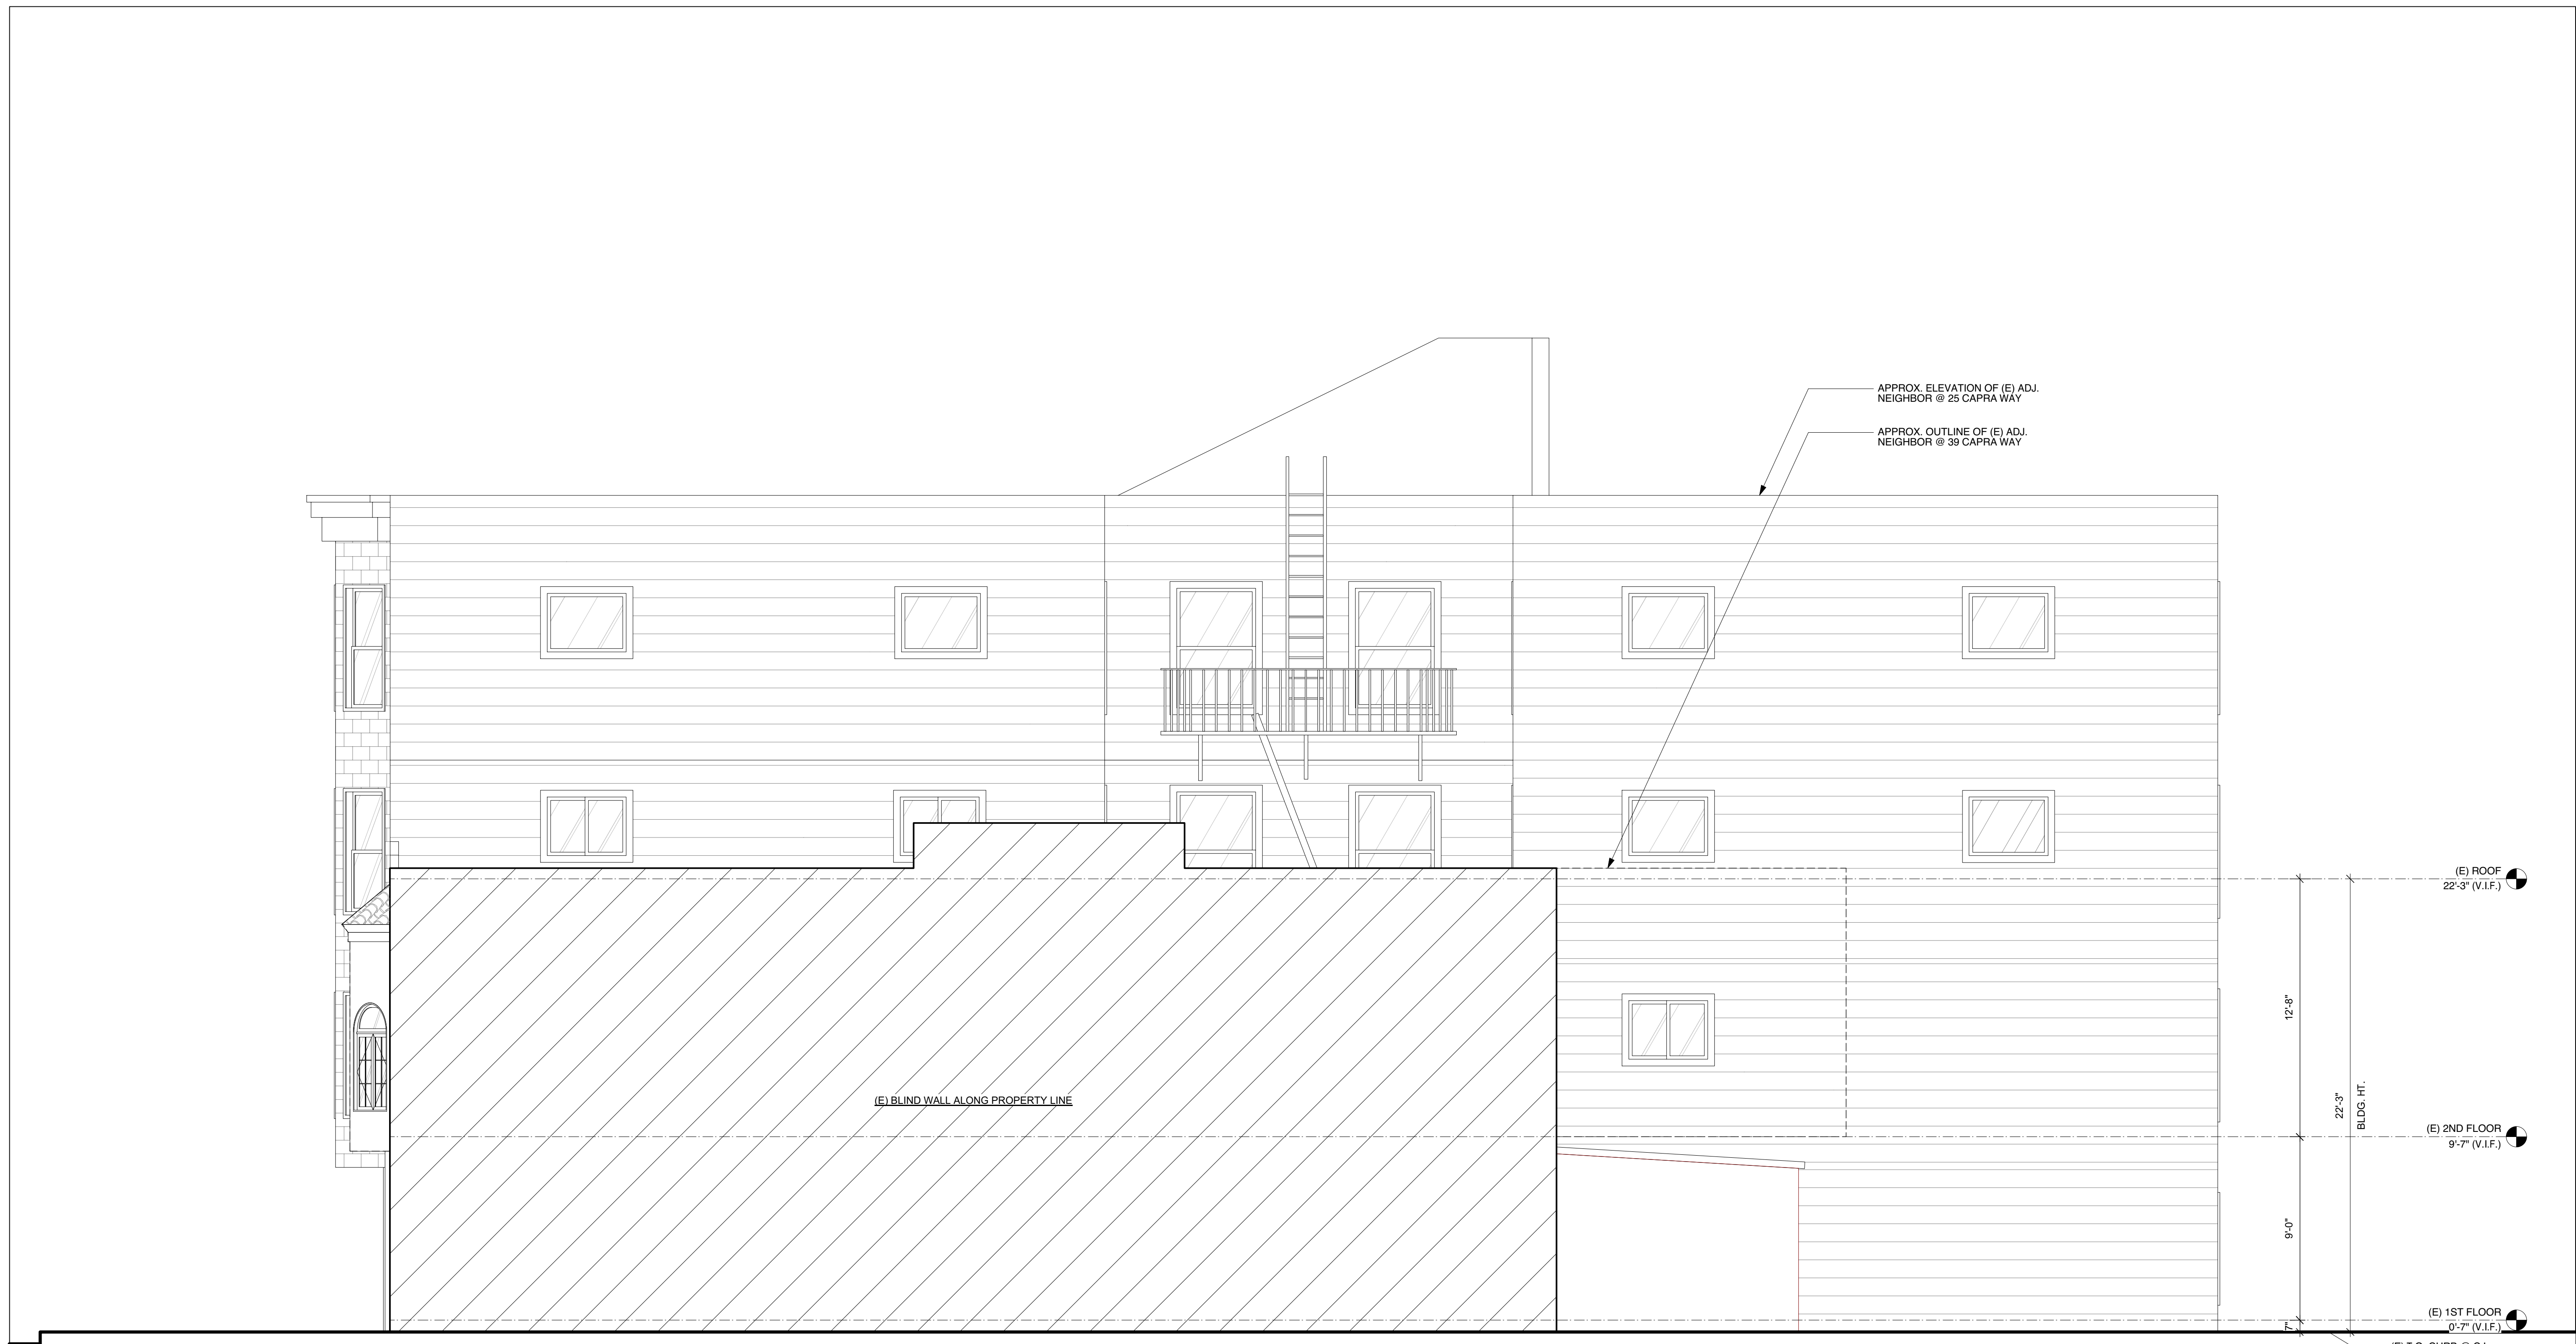 APPROX. ELEVATION OF (E) ADJ.
NEIGHBOR @ 25 CAPRA WAY
APPROX. OUTLINE OF (E) ADJ.
NEIGHBOR @ 39 CAPRA WAY
(E) ROOF
22'-3" (V.I.F.)
12'-8"
22'-3"
BLDG. HT.
(E) BLIND WALL ALONG PROPERTY LINE
(E) 2ND FLOOR
9'-7" (V.I.F.)
9'-0"
(E) 1ST FLOOR
0'-7" (V.I.F.)
7"